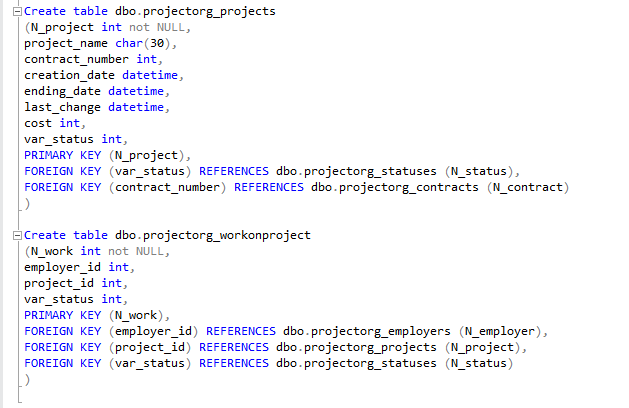 Create table dbo.projectorg_projects
(N_project int not NULL,
project_name char(30),
contract_number int,
creation_date datetime,
ending_date datetime,
last_change datetime,
cost int,
var_status int,
PRIMARY KEY (N_project),
FOREIGN KEY (var_status) REFERENCES dbo.projectorg_statuses (N_status),
FOREIGN KEY (contract_number) REFERENCES dbo.projectorg_contracts (N_contract)
)
Create table dbo.projectorg_workonproject
(N_work int not NULL,
employer_id int,
project_id int,
var_status int,
PRIMARY KEY (N_work),
FOREIGN KEY (employer_id) REFERENCES dbo.projectorg_employers (N_employer),
FOREIGN KEY (project_id) REFERENCES dbo.projectorg_projects (N_project),
FOREIGN KEY (var_status) REFERENCES dbo.projectorg_statuses (N_status)
)